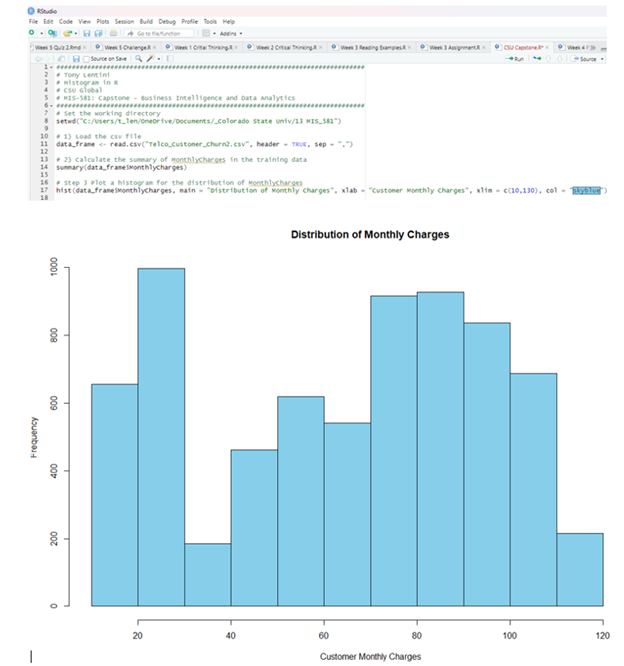 RStudio
File Edit Code View Plots Session Build Debug Profile Tools Help
Go to file/function Addins
Week 5 Quiz 2.Rmd Week 5 Challenge.R Week 1 Critial Thinking.R Week 2 Critical Thinking.R Week 3 Reading Examples.R Week 3 Assignment.R CSU Capstone.R* Week 4
Source on Save Run Source
1 ################################################################
2 # Tony Lentini
3 # Histogram in R
4 # CSU Global
5 # MIS-581: Capstone - Business Intelligence and Data Analytics
6 ################################################################
7 # Set the working directory
8 setwd("C:/Users/t_len/OneDrive/Documents/_Colorado State Univ/13 MIS_581")
9
10 # 1) Load the csv file
11 data_frame <- read.csv("Telco_Customer_Churn2.csv", header = TRUE, sep = ",")
12
13 # 2) Calculate the summary of MonthlyCharges in the training data
14 summary(data_frame$MonthlyCharges)
15
16 # Step 3 Plot a histogram for the distribution of MonthlyCharges
17 hist(data_frame$MonthlyCharges, main = "Distribution of Monthly Charges", xlab = "Customer Monthly Charges", xlim = c(10,130), col = "skyblue")
18
Distribution of Monthly Charges
Frequency
1000
800
600
400
200
0
20 40 60 80 100 120
Customer Monthly Charges